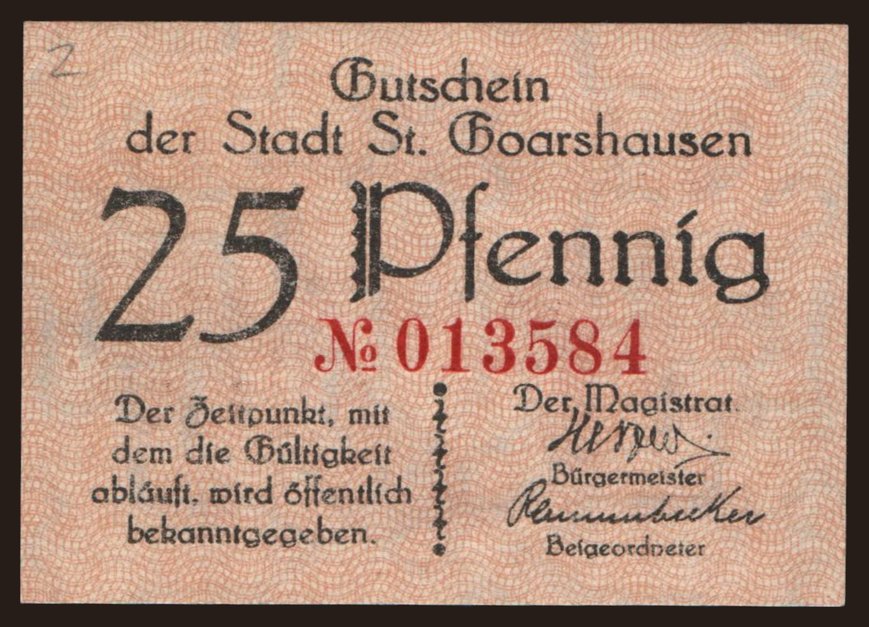 2
Gutschein
der Stadt St. Goarshausen
25 Pfennig
№ 013584
Der Zeitpunkt, mit
dem die Gültigkeit
abläuft, wird öffentlich
bekanntgegeben.
Der Magistrat.
Herpell.
Bürgermeister
Beigeordneter